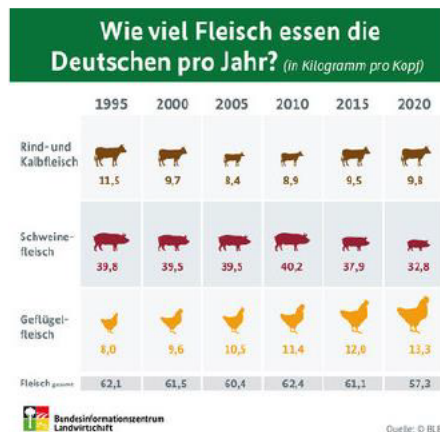 Wie viel Fleisch essen die
Deutschen pro Jahr? (in Kilogramm pro Kopf)
1995 2000 2005 2010 2015 2020
Rind- und
Kalbfleisch
11,5 9,7 8,4 8,9 9,5 9,8
Schweine-
fleisch
39,8 39,5 39,5 40,2 37,9 32,8
Geflügel-
fleisch
8,0 9,6 10,5 11,4 12,0 13,3
Fleisch gesamt 62,1 61,5 60,4 62,4 61,1 57,3
Bundesinformationszentrum
Landwirtschaft
Quelle: © BLE